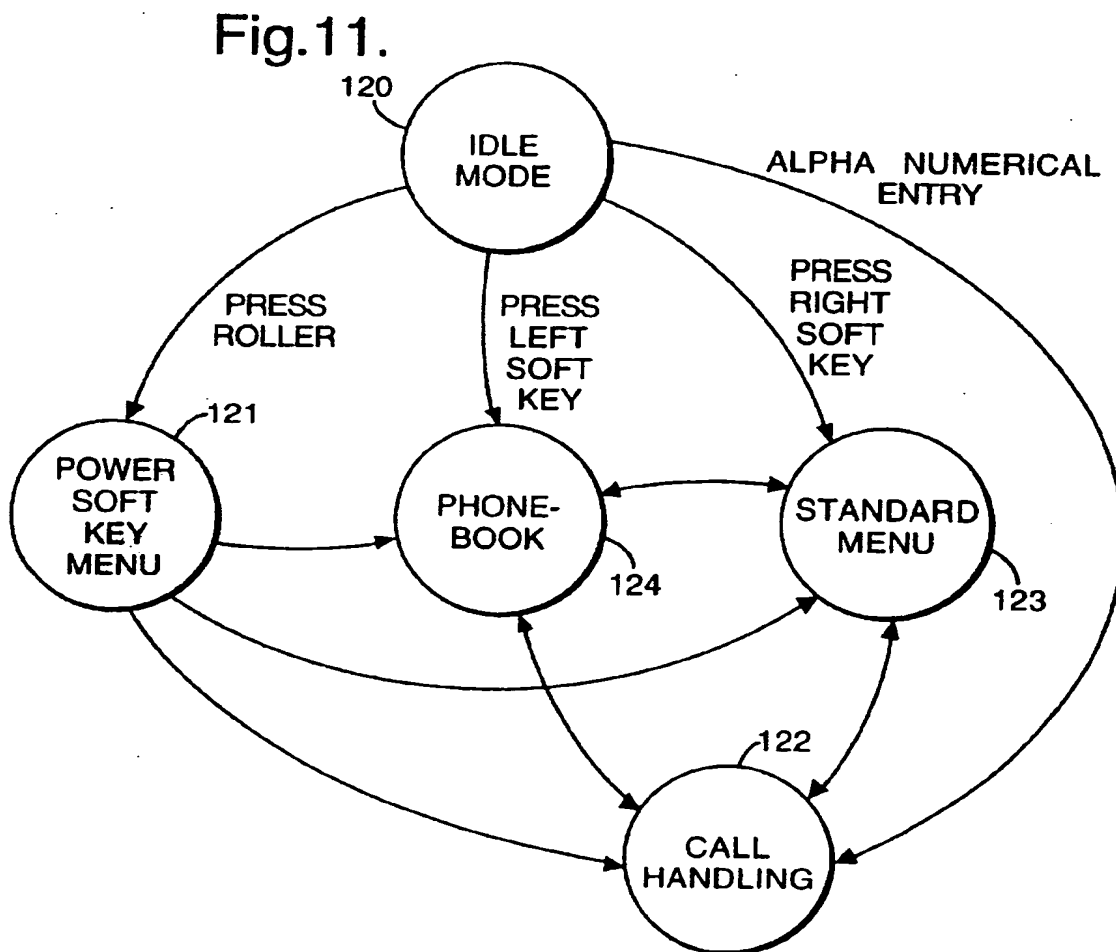 Fig.11.
120
IDLE
MODE
ALPHA NUMERICAL
ENTRY
PRESS
ROLLER
PRESS
LEFT
SOFT
KEY
PRESS
RIGHT
SOFT
KEY
121
POWER
SOFT
KEY
MENU
PHONE-
BOOK
124
STANDARD
MENU
123
122
CALL
HANDLING